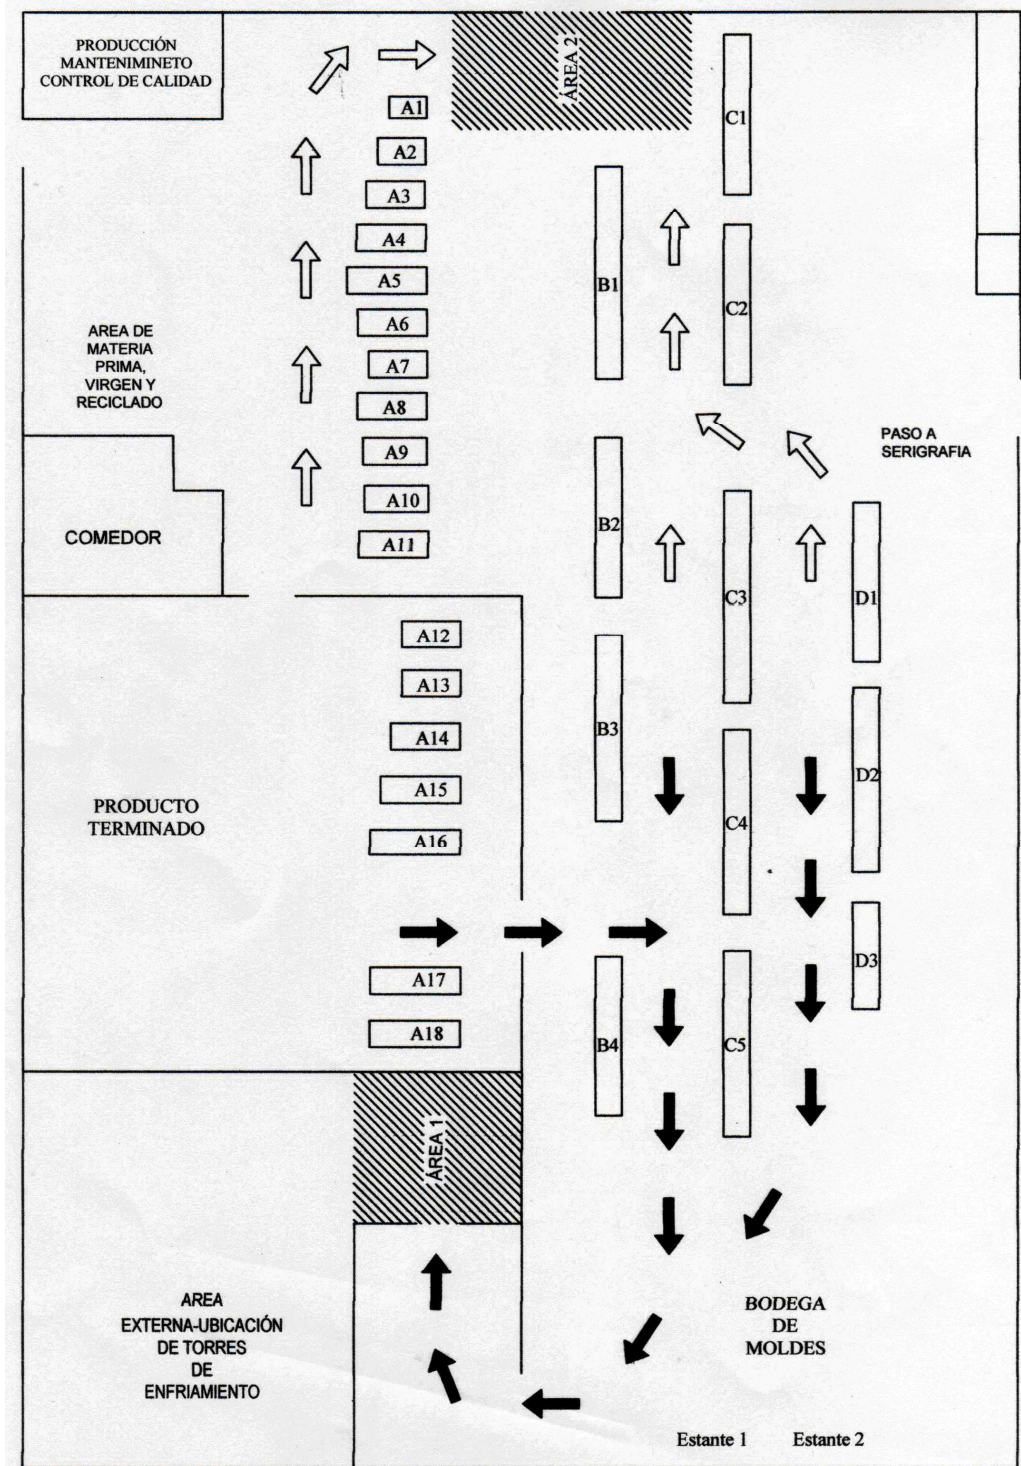 PRODUCCIÓN
MANTENIMINETO
CONTROL DE CALIDAD
ÁREA 2
A1
A2
A3
A4
A5
A6
A7
A8
A9
A10
A11
B1
C1
C2
AREA DE
MATERIA
PRIMA,
VIRGEN Y
RECICLADO
PASO A
SERIGRAFIA
COMEDOR
B2
C3
D1
A12
A13
A14
A15
A16
B3
C4
D2
PRODUCTO
TERMINADO
A17
A18
B4
C5
D3
ÁREA 1
AREA
EXTERNA-UBICACIÓN
DE TORRES
DE
ENFRIAMIENTO
BODEGA
DE
MOLDES
Estante 1
Estante 2